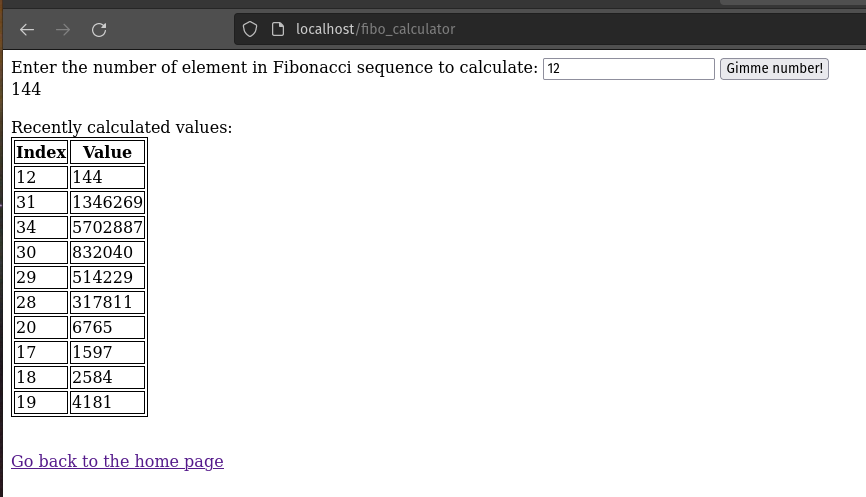 localhost/fibo_calculator
Enter the number of element in Fibonacci sequence to calculate: 12 Gimme number!
144
Recently calculated values:
Index Value
12 144
31 1346269
34 5702887
30 832040
29 514229
28 317811
20 6765
17 1597
18 2584
19 4181
Go back to the home page